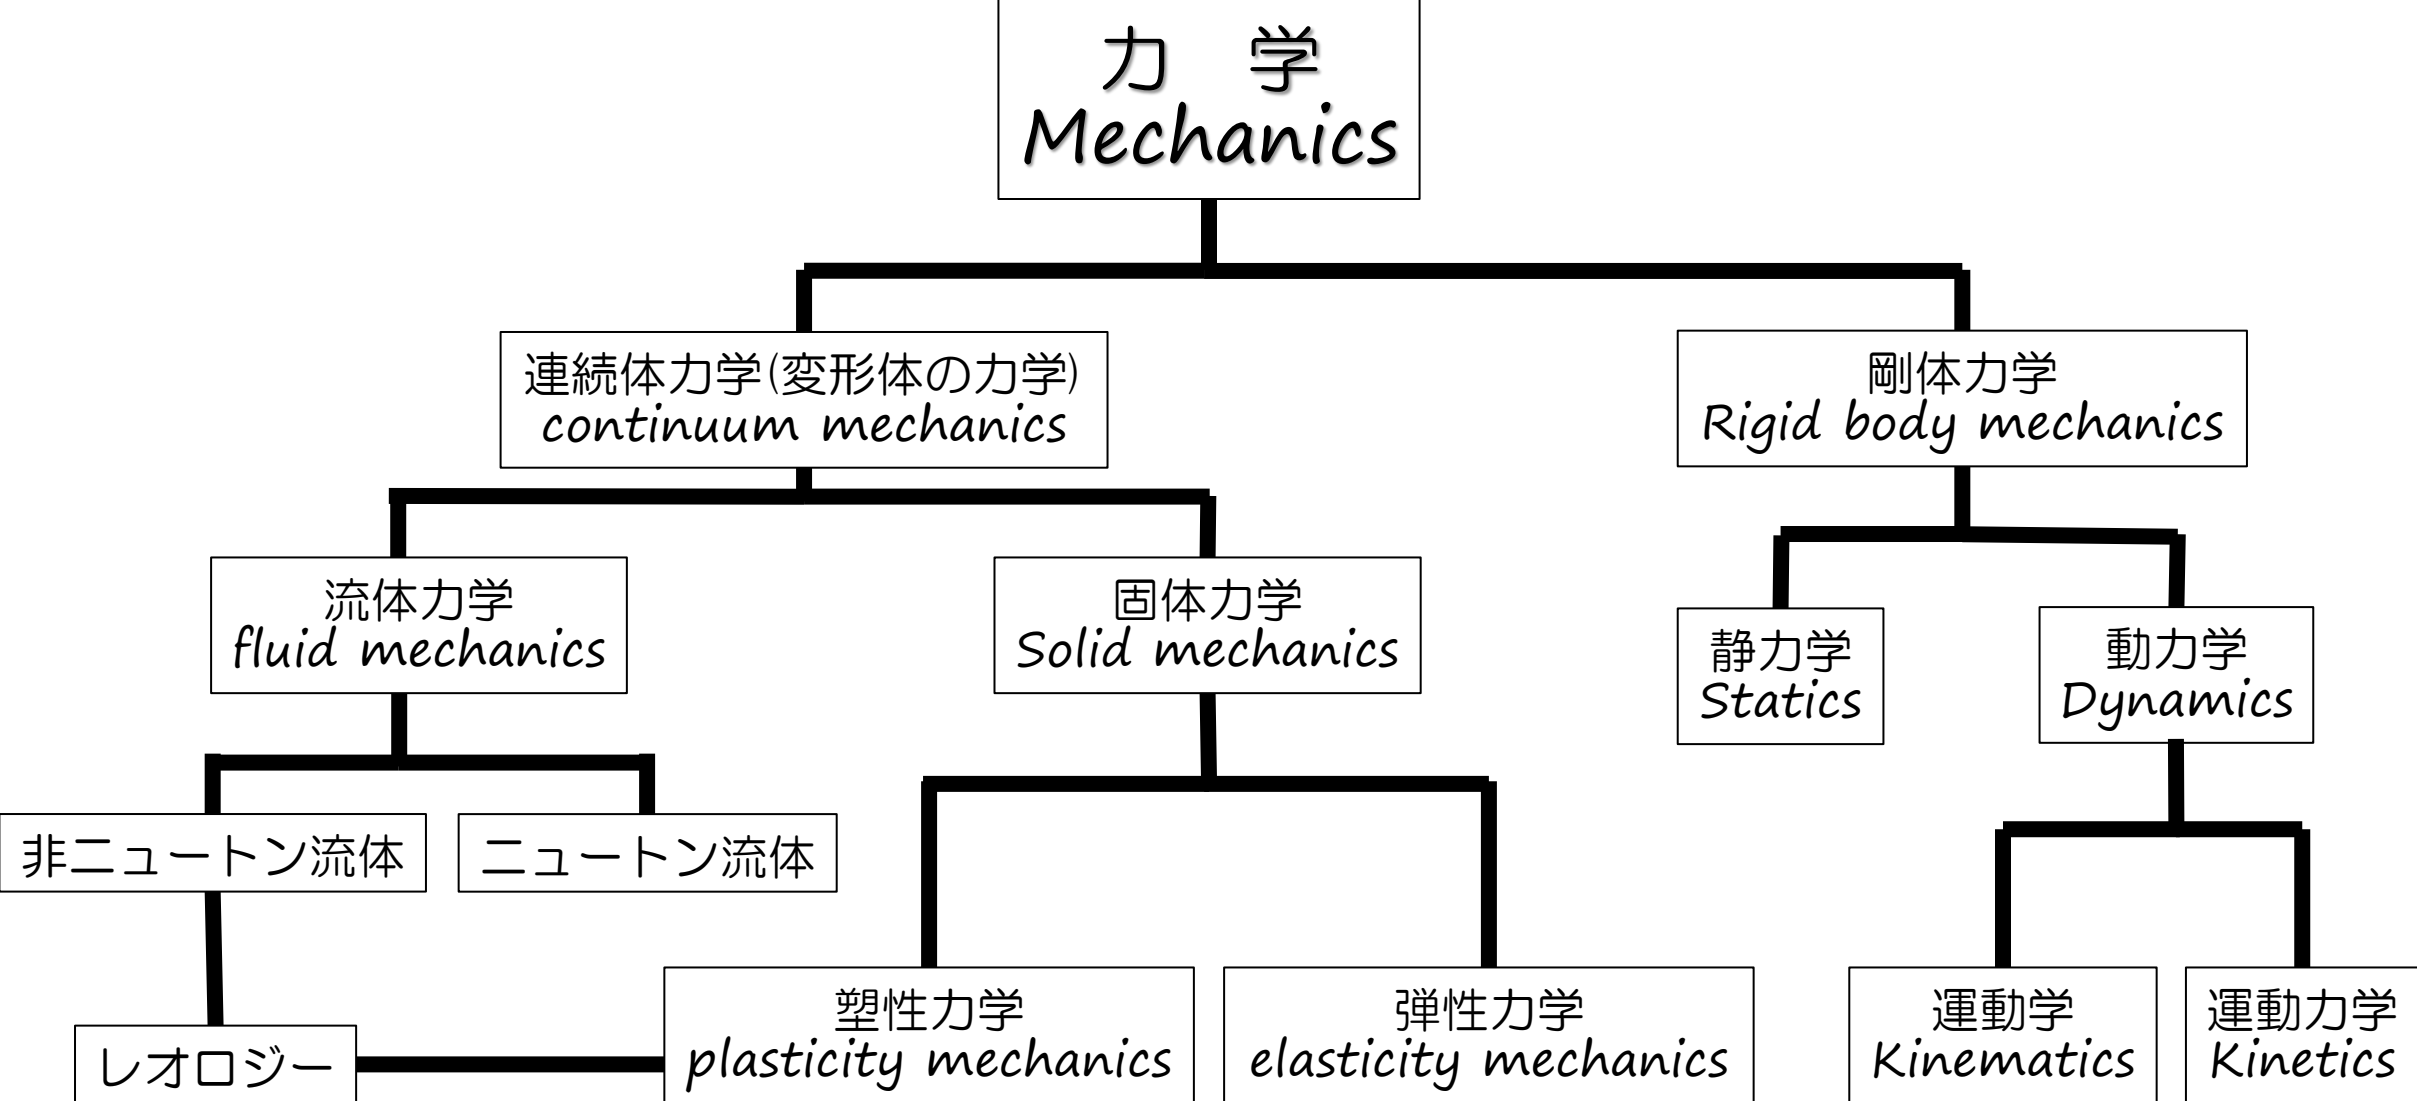 力　学
Mechanics
連続体力学(変形体の力学)
continuum mechanics
剛体力学
Rigid body mechanics
流体力学
fluid mechanics
固体力学
Solid mechanics
静力学
Statics
動力学
Dynamics
非ニュートン流体
ニュートン流体
塑性力学
plasticity mechanics
弾性力学
elasticity mechanics
運動学
Kinematics
運動力学
Kinetics
レオロジー